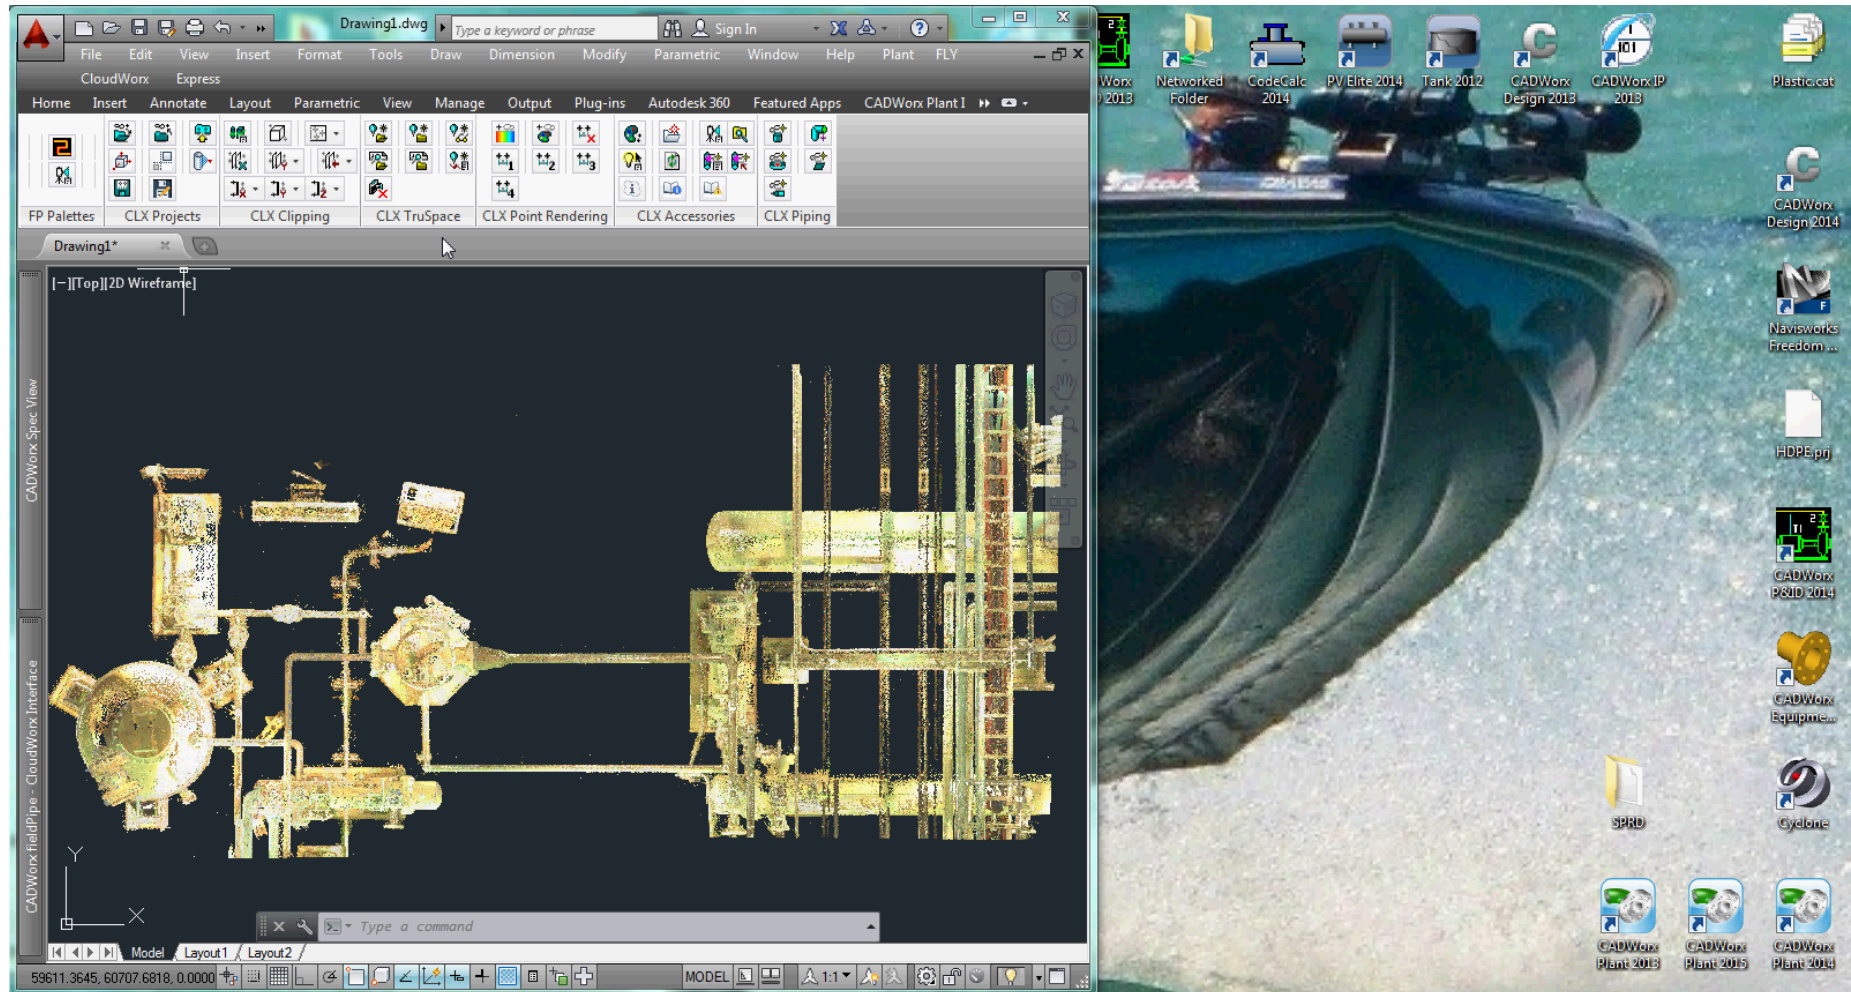 Drawing1.dwg
Type a keyword or phrase
Sign In
File Edit View Insert Format Tools Draw Dimension Modify Parametric Window Help Plant FLY
CloudWorx Express
Home Insert Annotate Layout Parametric View Manage Output Plug-ins Autodesk 360 Featured Apps CADWorx Plant I
FP Palettes CLX Projects CLX Clipping CLX TruSpace CLX Point Rendering CLX Accessories CLX Piping
Drawing1*
[−][Top][2D Wireframe]
CADWorx Spec View
CADWorx fieldPipe - CloudWorx Interface
Y
X
Type a command
Model Layout1 Layout2
59611.3645, 60707.6818, 0.0000
MODEL
1:1
Networked
Folder
CodeCalc
2014
PV Elite 2014
Tank 2012
CADWorx
Design 2013
CADWorx IP
2013
Plastic.cat
CADWorx
Design 2014
Navisworks
Freedom ...
HDPE.prj
CADWorx
P&ID 2014
CADWorx
Equipme...
SPRD
Cyclone
CADWorx
Plant 2013
CADWorx
Plant 2015
CADWorx
Plant 2014